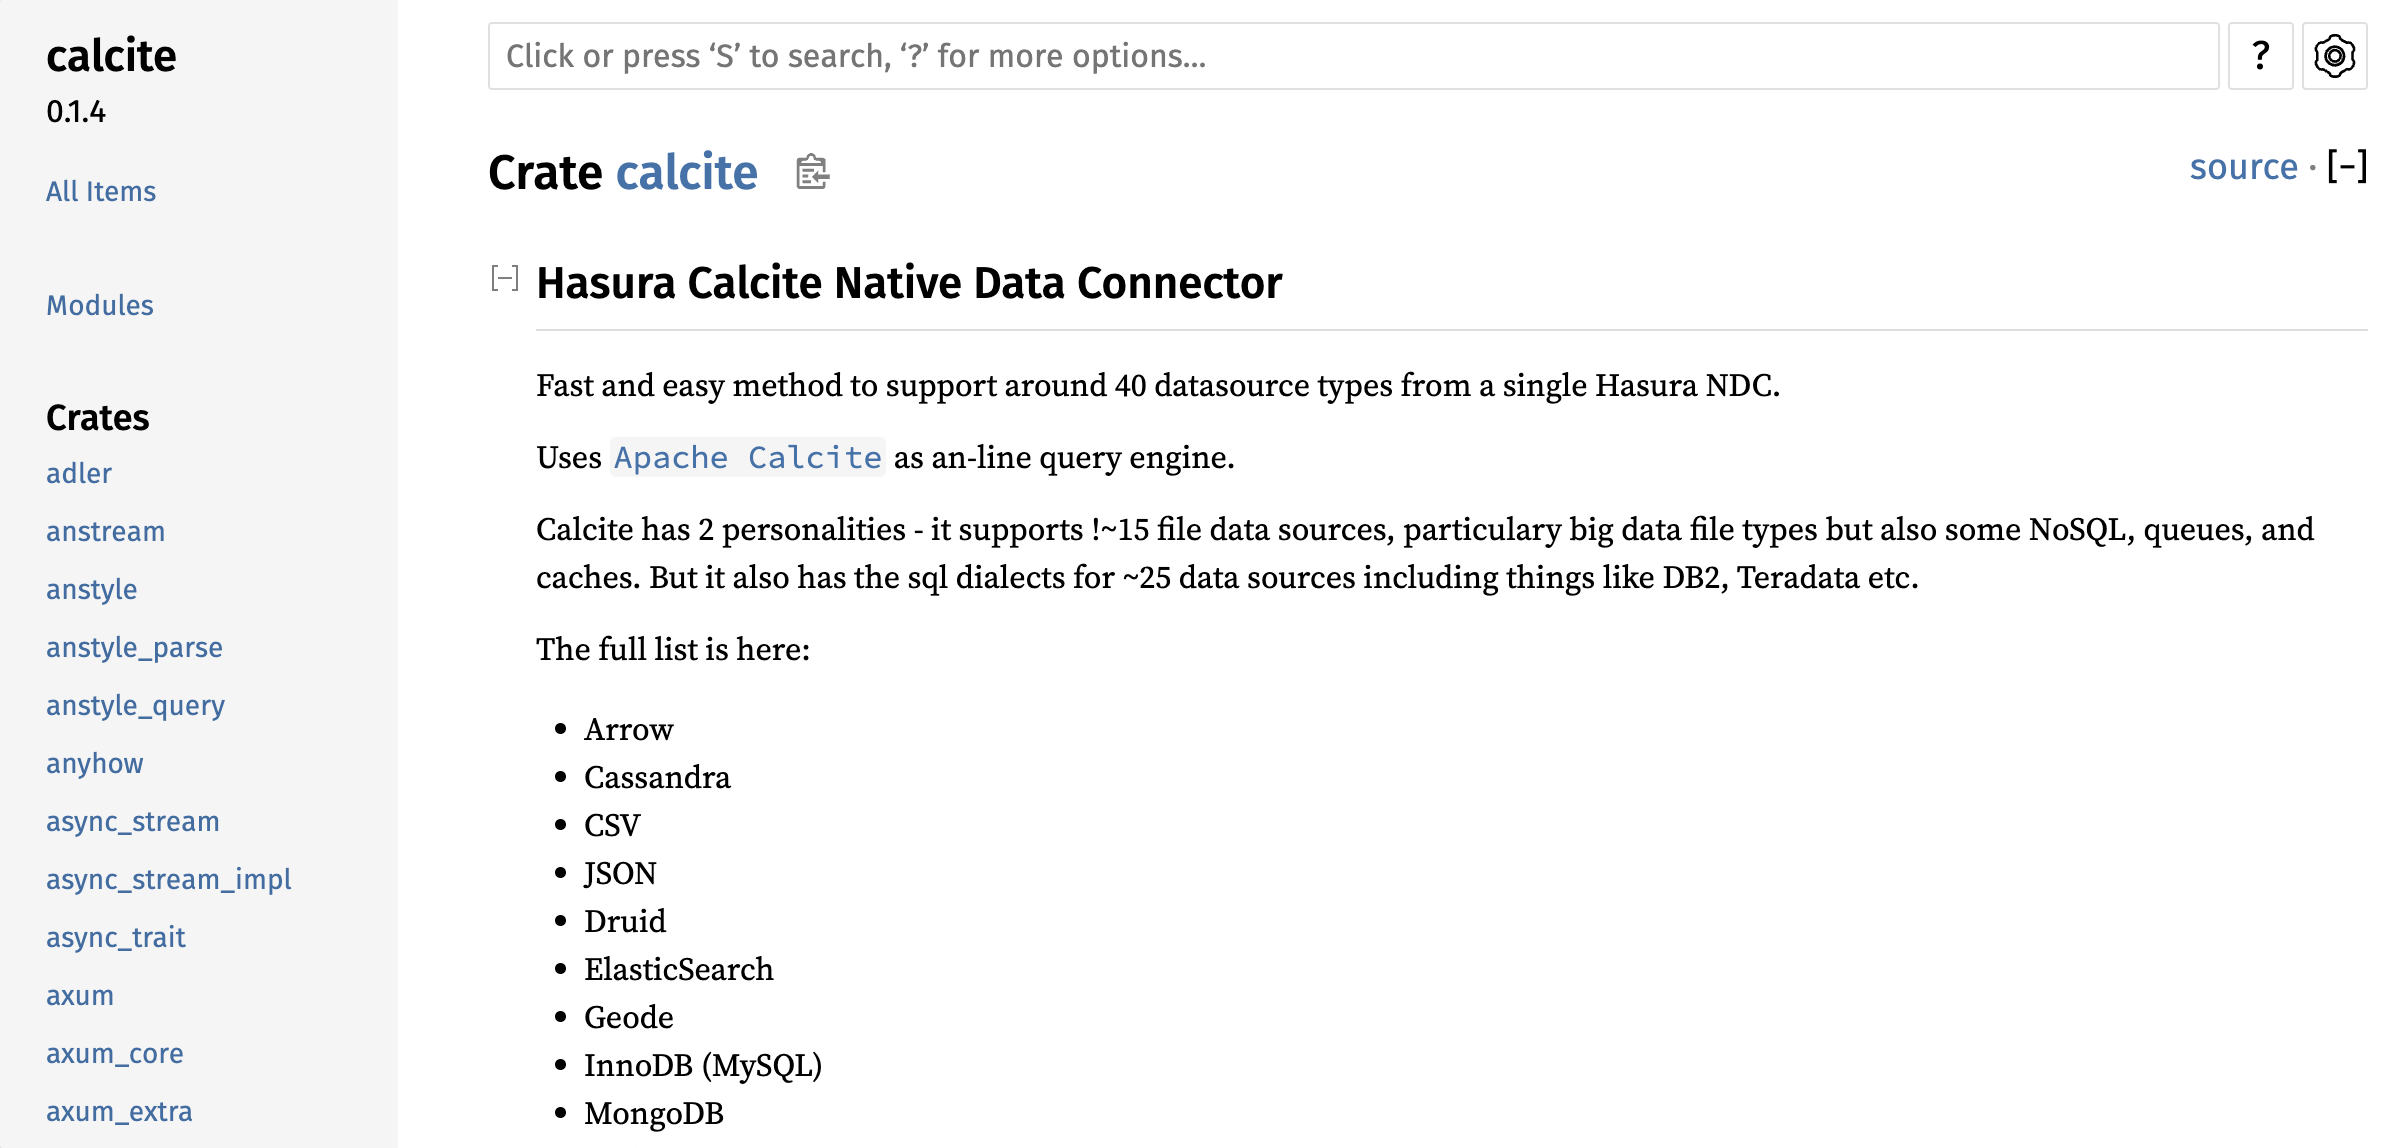 calcite
0.1.4
All Items
Modules
Crates
adler
anstream
anstyle
anstyle_parse
anstyle_query
anyhow
async_stream
async_stream_impl
async_trait
axum
axum_core
axum_extra
Click or press ‘S’ to search, ‘?’ for more options…
?
Crate calcite
source · [−]
[−] Hasura Calcite Native Data Connector
Fast and easy method to support around 40 datasource types from a single Hasura NDC.
Uses Apache Calcite as an-line query engine.
Calcite has 2 personalities - it supports !~15 file data sources, particulary big data file types but also some NoSQL, queues, and
caches. But it also has the sql dialects for ~25 data sources including things like DB2, Teradata etc.
The full list is here:
• Arrow
• Cassandra
• CSV
• JSON
• Druid
• ElasticSearch
• Geode
• InnoDB (MySQL)
• MongoDB